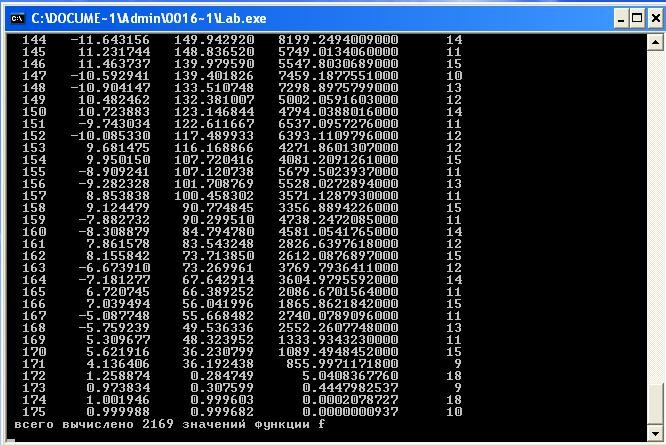 C:\DOCUME~1\Admin\0016~1\Lab.exe
144 -11.643156 149.942920 8199.2494009000 14
145 11.231744 148.836520 5749.0134060000 11
146 11.463737 139.979590 5547.8030689000 15
147 -10.592941 139.401826 7459.1877551000 10
148 -10.904147 133.510748 7298.8975799000 13
149 10.482462 132.381007 5002.0591603000 12
150 10.723883 123.146844 4794.0388016000 14
151 -9.743034 122.611667 6537.0957276000 11
152 -10.085330 117.489933 6393.1109796000 12
153 9.681475 116.168866 4271.8601307000 12
154 9.950150 107.720416 4081.2091261000 15
155 -8.909241 107.120738 5679.5023937000 11
156 -9.282328 101.708769 5528.0272894000 13
157 8.853838 100.458302 3571.1287930000 11
158 9.124479 90.774845 3356.8894226000 15
159 -7.882732 90.299510 4738.2472085000 11
160 -8.308879 84.794780 4581.0541765000 14
161 7.861578 83.543248 2826.6397618000 12
162 8.155842 73.713850 2612.0876897000 15
163 -6.673910 73.269961 3769.7936411000 12
164 -7.181277 67.642914 3604.9795592000 14
165 6.720745 66.389252 2086.6701564000 11
166 7.039494 56.041996 1865.8621842000 15
167 -5.087748 55.668482 2740.0789096000 11
168 -5.759239 49.536336 2552.2607748000 13
169 5.309677 48.323952 1333.9343230000 11
170 5.621916 36.230799 1089.4948452000 15
171 4.136406 36.192438 855.9971171800 9
172 1.258874 0.284749 5.0408367760 18
173 0.973834 0.307599 0.4447982537 9
174 1.001946 0.999603 0.0002078727 18
175 0.999988 0.999682 0.0000000937 10
всего вычислено 2169 значений функции f